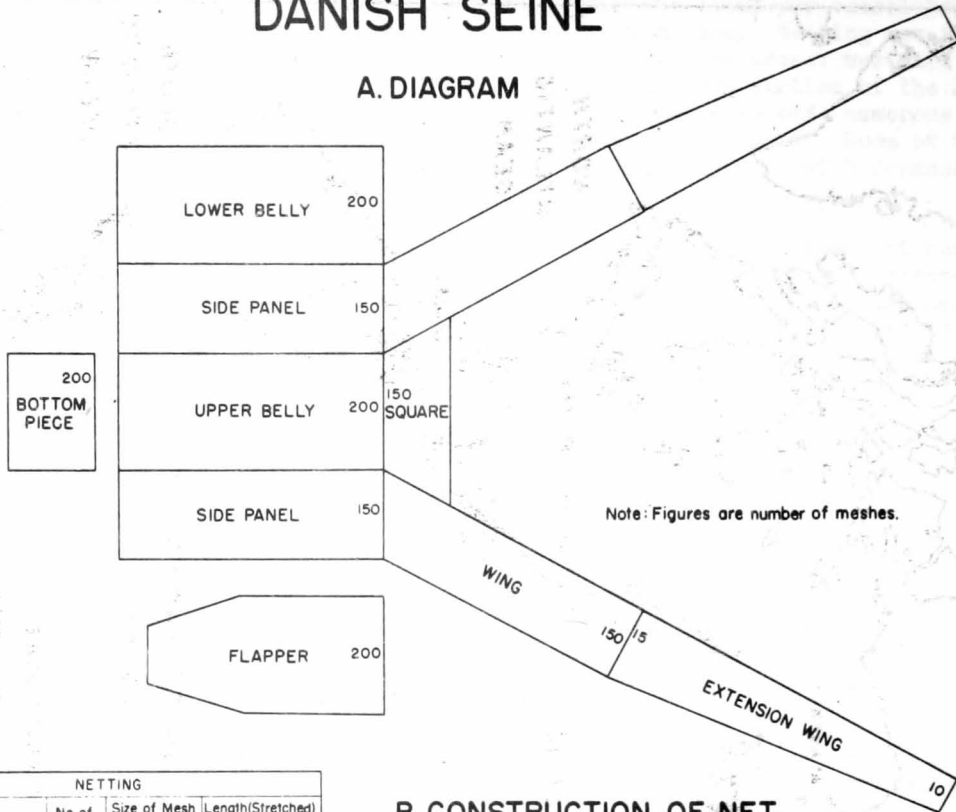 DANISH SEINE
A. DIAGRAM
LOWER BELLY 200
SIDE PANEL 150
200
BOTTOM
PIECE
UPPER BELLY 200
150
SQUARE
SIDE PANEL 150
Note: Figures are number of meshes.
WING
150 15
FLAPPER 200
EXTENSION WING
10
NETTING
No of Size of Mesh Length(Stretched)
B. CONSTRUCTION OF NET